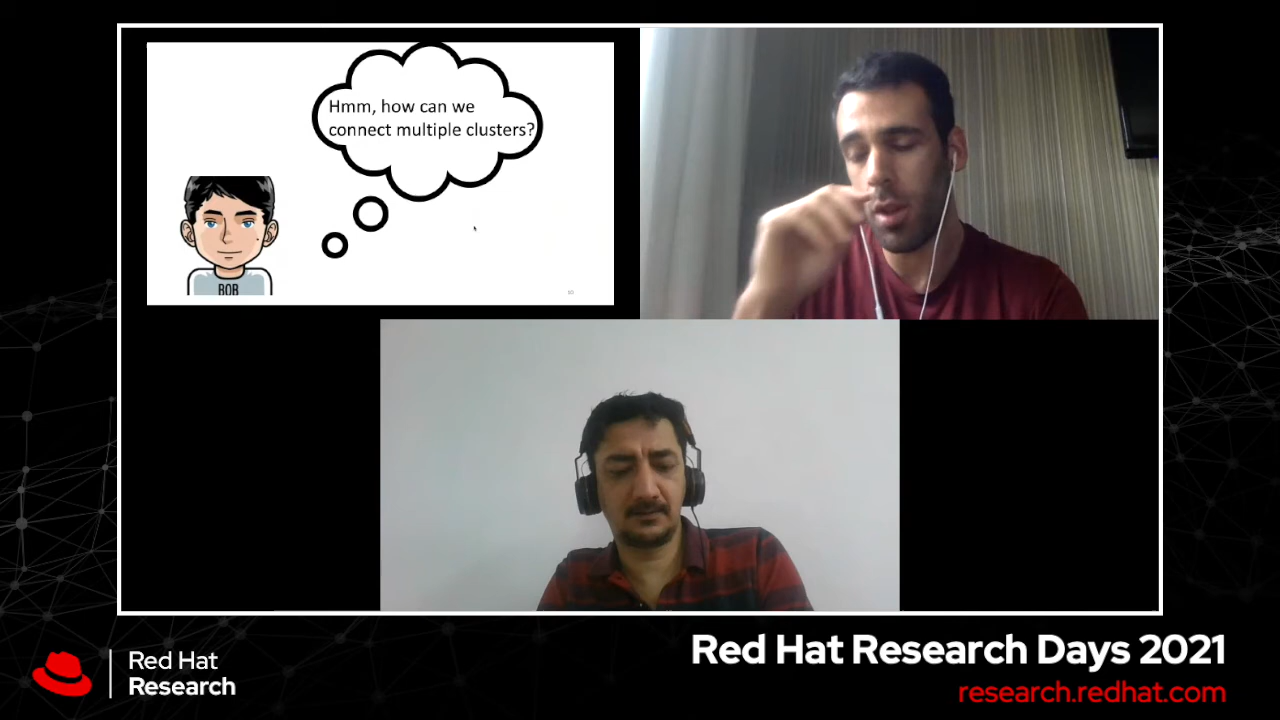 Hmm, how can we
connect multiple clusters?
BOB
Red Hat
Research
Red Hat Research Days 2021
research.redhat.com